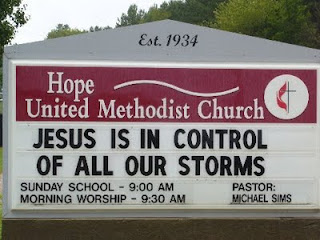 Est. 1934
Hope
United Methodist Church
JESUS IS IN CONTROL
OF ALL OUR STORMS
SUNDAY SCHOOL - 9:00 AM PASTOR:
MORNING WORSHIP - 9:30 AM MICHAEL SIMS